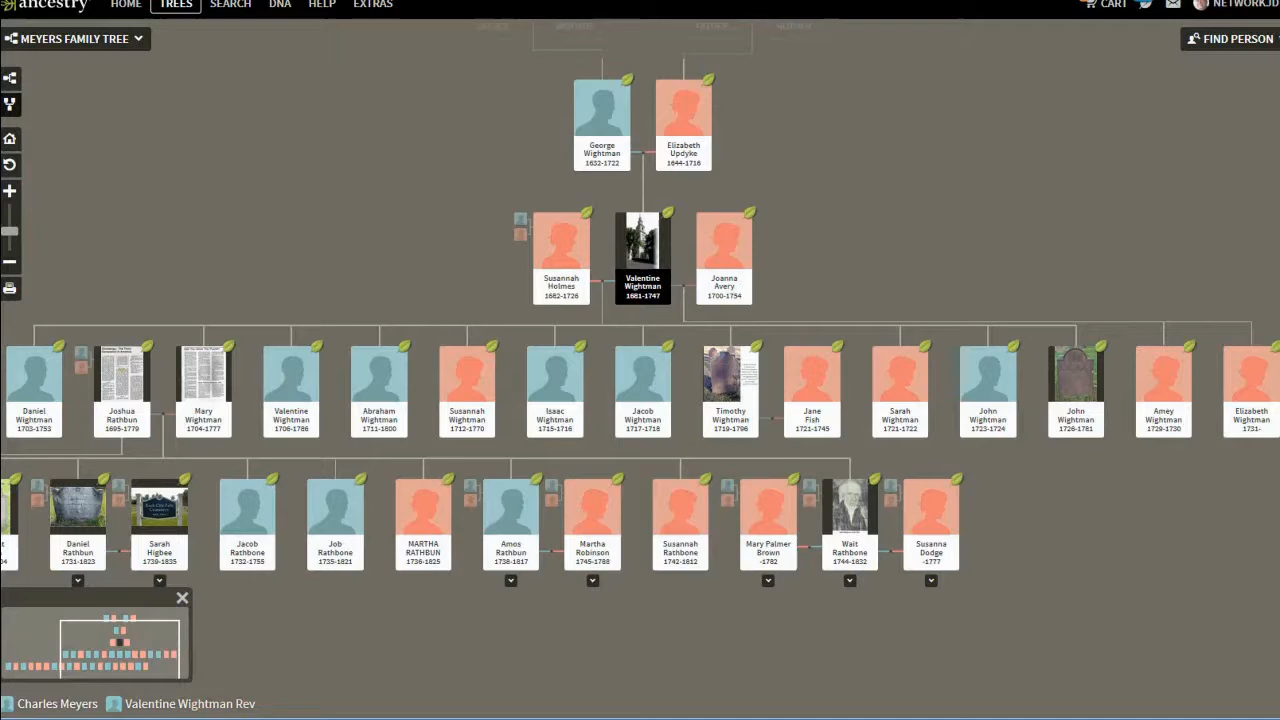 ancestry
HOME
TREES
SEARCH
DNA
HELP
EXTRAS
CART
NETWORKJD
MEYERS FAMILY TREE
FIND PERSON
George
Wightman
1632-1722
Elizabeth
Updyke
1644-1716
Susannah
Holmes
1682-1726
Valentine
Wightman
1681-1747
Joanna
Avery
1700-1754
Daniel
Wightman
1703-1753
Joshua
Rathbun
1695-1779
Mary
Wightman
1704-1777
Valentine
Wightman
1706-1786
Abraham
Wightman
1711-1800
Susannah
Wightman
1712-1770
Isaac
Wightman
1715-1716
Jacob
Wightman
1717-1718
Timothy
Wightman
1719-1796
Jane
Fish
1721-1745
Sarah
Wightman
1721-1722
John
Wightman
1723-1724
John
Wightman
1726-1781
Amey
Wightman
1729-1730
Elizabeth
Wightman
1731-
Daniel
Rathbun
1731-1823
Sarah
Higbee
1739-1835
Jacob
Rathbone
1732-1755
Job
Rathbone
1735-1821
MARTHA
RATHBUN
1736-1825
Amos
Rathbun
1738-1817
Martha
Robinson
1745-1788
Susannah
Rathbone
1742-1812
Mary Palmer
Brown
-1782
Wait
Rathbone
1744-1832
Susanna
Dodge
-1777
Charles Meyers
Valentine Wightman Rev